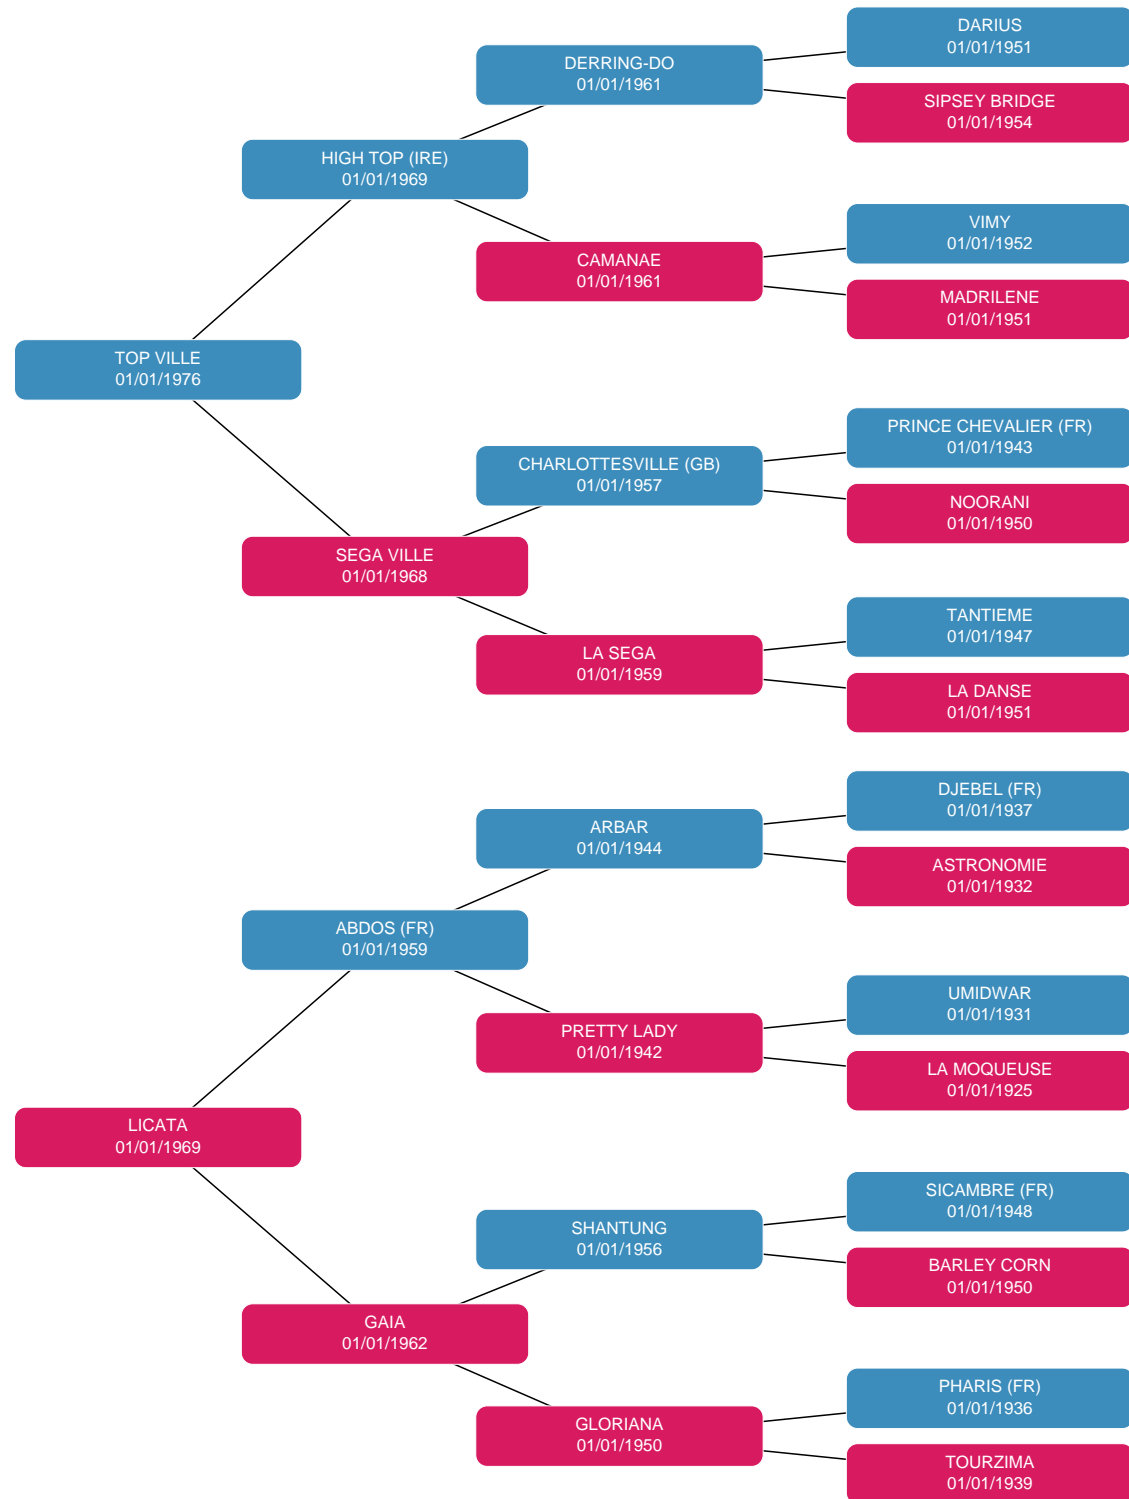 DARIUS
01/01/1951
DERRING-DO
01/01/1961
SIPSEY BRIDGE
01/01/1954
HIGH TOP (IRE)
01/01/1969
VIMY
01/01/1952
CAMANAE
01/01/1961
MADRILENE
01/01/1951
TOP VILLE
01/01/1976
PRINCE CHEVALIER (FR)
01/01/1943
CHARLOTTESVILLE (GB)
01/01/1957
NOORANI
01/01/1950
SEGA VILLE
01/01/1968
TANTIEME
01/01/1947
LA SEGA
01/01/1959
LA DANSE
01/01/1951
DJEBEL (FR)
01/01/1937
ARBAR
01/01/1944
ASTRONOMIE
01/01/1932
ABDOS (FR)
01/01/1959
UMIDWAR
01/01/1931
PRETTY LADY
01/01/1942
LA MOQUEUSE
01/01/1925
LICATA
01/01/1969
SICAMBRE (FR)
01/01/1948
SHANTUNG
01/01/1956
BARLEY CORN
01/01/1950
GAIA
01/01/1962
PHARIS (FR)
01/01/1936
GLORIANA
01/01/1950
TOURZIMA
01/01/1939